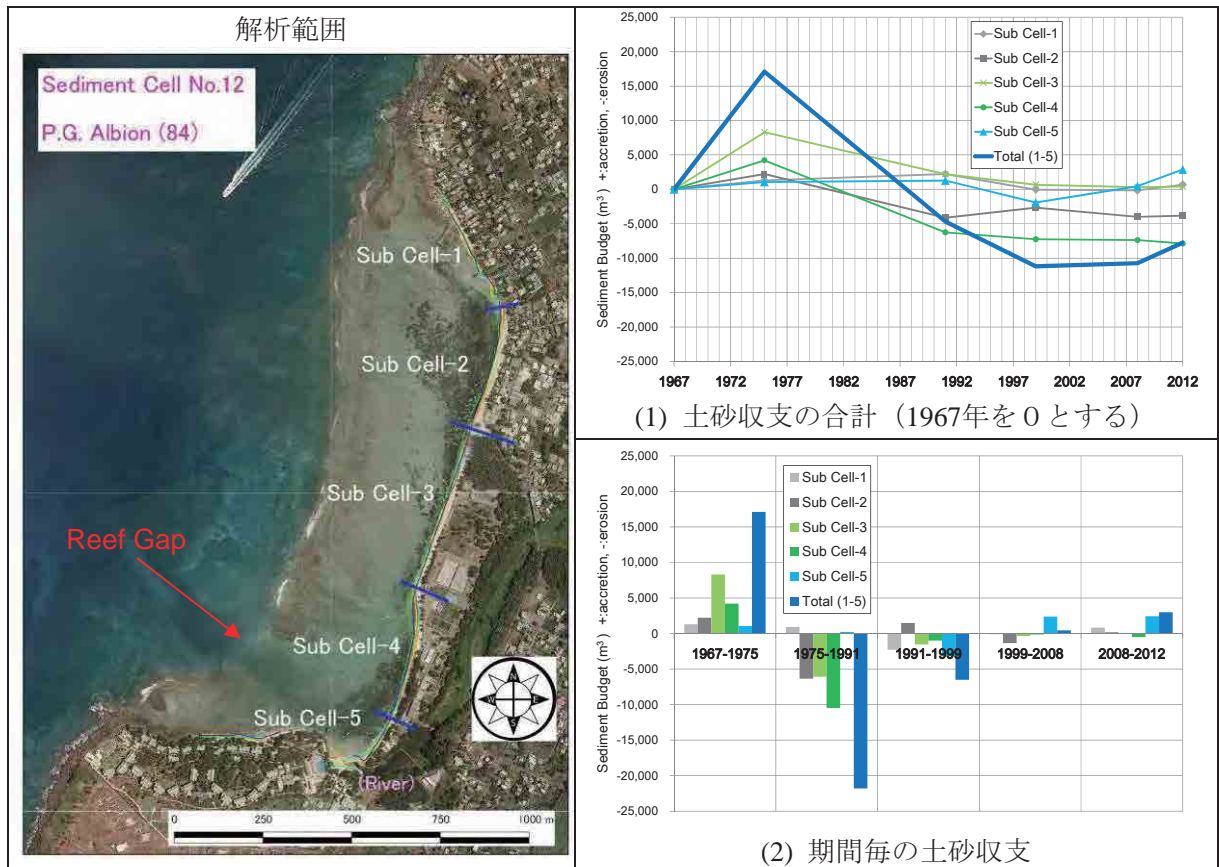 解析範囲
Sediment Cell No.12
P.G. Albion (84)
Sub Cell-1
Sub Cell-2
Sub Cell-3
Reef Gap
Sub Cell-4
Sub Cell-5
(River)
N
W E
S
0 250 500 1000 m
Sediment Budget (m³) +:accretion, -:erosion
25,000
20,000
15,000
10,000
5,000
0
-5,000
-10,000
-15,000
-20,000
-25,000
Sub Cell-1
Sub Cell-2
Sub Cell-3
Sub Cell-4
Sub Cell-5
Total (1-5)
1967 1972 1977 1982 1987 1992 1997 2002 2007 2012
(1) 土砂収支の合計（1967年を０とする）
Sediment Budget (m³) +:accretion, -:erosion
25,000
20,000
15,000
10,000
5,000
0
-5,000
-10,000
-15,000
-20,000
-25,000
Sub Cell-1
Sub Cell-2
Sub Cell-3
Sub Cell-4
Sub Cell-5
Total (1-5)
1967-1975 1975-1991 1991-1999 1999-2008 2008-2012
(2) 期間毎の土砂収支